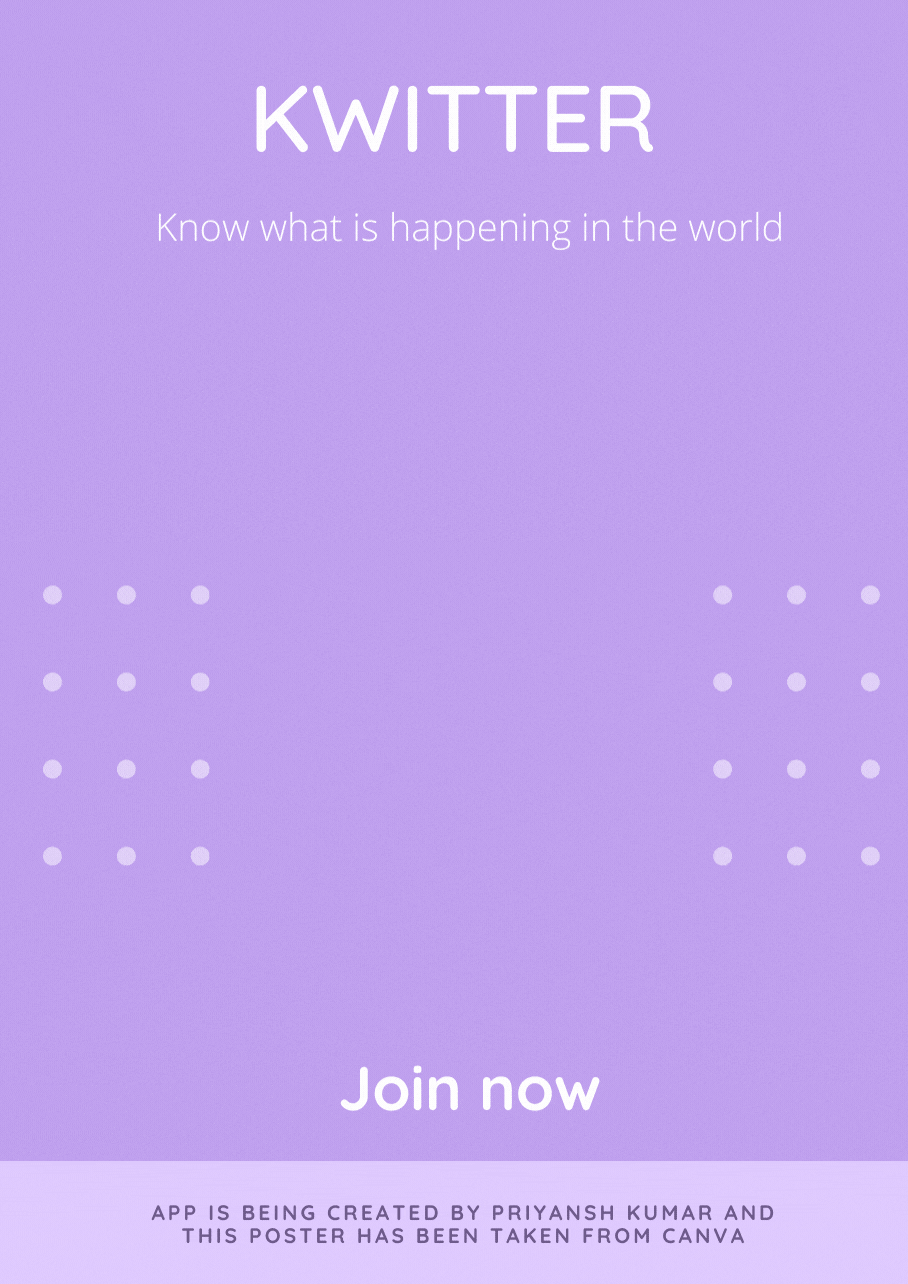 KWITTER
Know what is happening in the world
Join now
APP IS BEING CREATED BY PRIYANSH KUMAR AND
THIS POSTER HAS BEEN TAKEN FROM CANVA